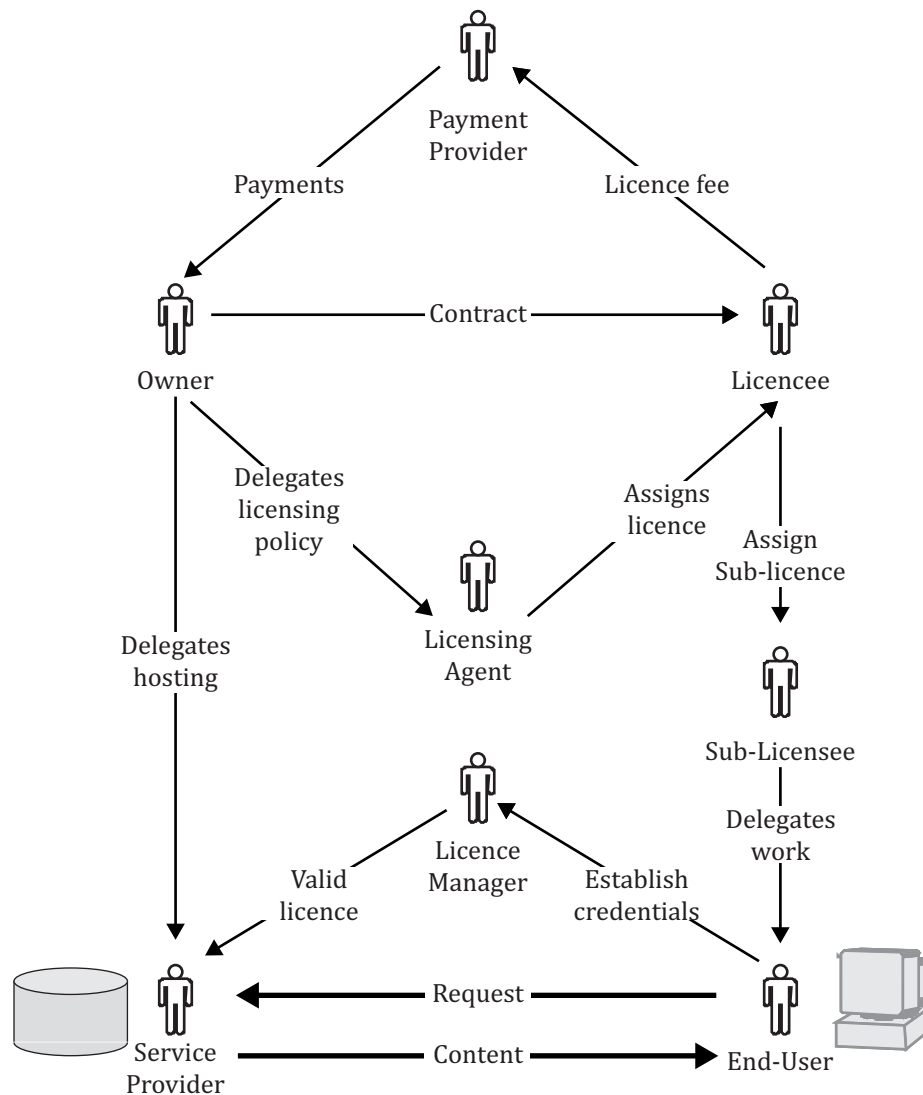 Payment
Provider
Payments
Licence fee
Contract
Owner
Licencee
Delegates
licensing
policy
Assigns
licence
Assign
Sub-licence
Licensing
Agent
Delegates
hosting
Sub-Licensee
Licence
Manager
Delegates
work
Valid
licence
Establish
credentials
Request
Service
Provider
Content
End-User